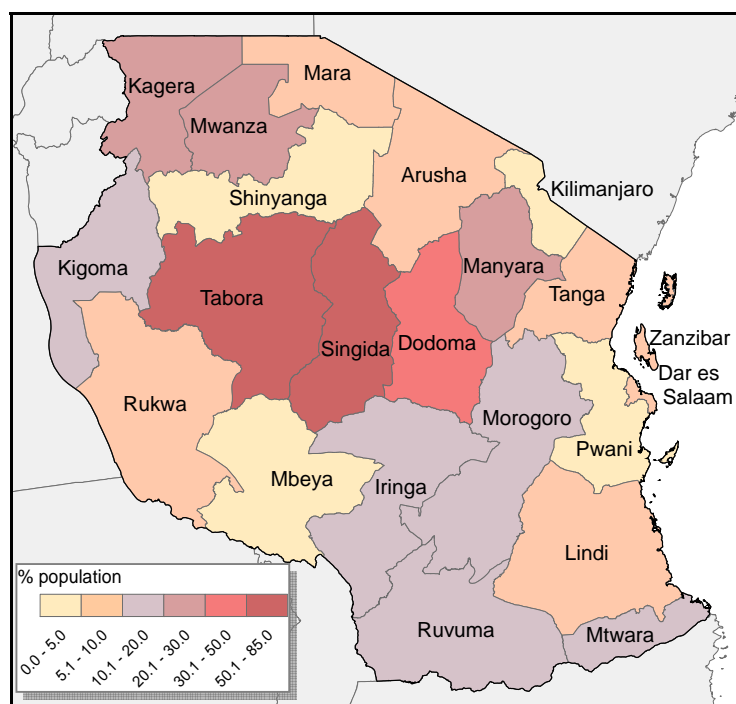 Kagera
Mara
Mwanza
Arusha
Kilimanjaro
Shinyanga
Kigoma
Manyara
Tabora
Tanga
Singida
Dodoma
Zanzibar
Dar es
Salaam
Rukwa
Morogoro
Pwani
Mbeya
Iringa
Lindi
Ruvuma
Mtwara
% population
0.0 - 5.0
5.1 - 10.0
10.1 - 20.0
20.1 - 30.0
30.1 - 50.0
50.1 - 85.0